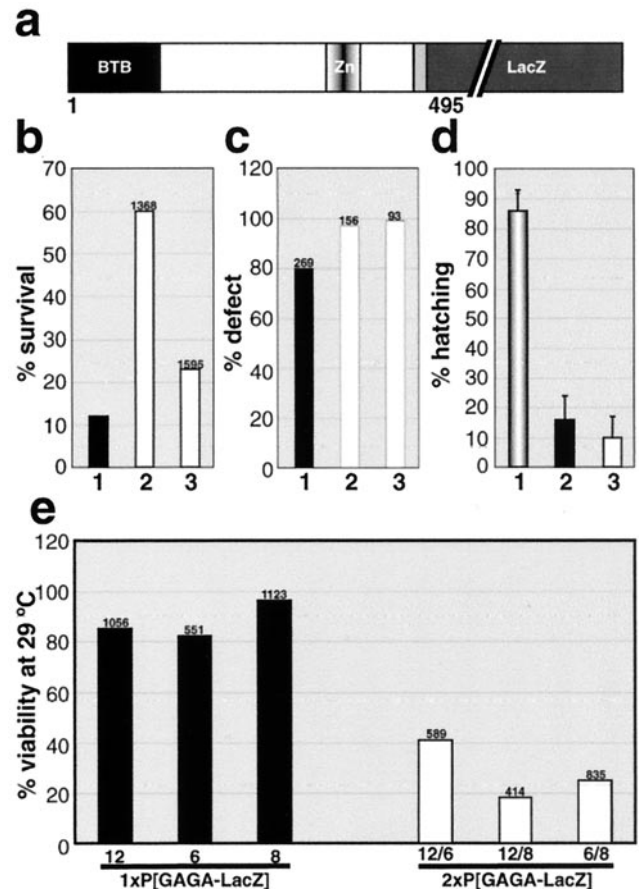 a
BTB
Zn
LacZ
1
495
b
% survival
70
60
50
40
30
20
10
0
1368
1595
1 2 3
c
% defect
120
100
80
60
40
20
0
269
156
93
1 2 3
d
% hatching
100
90
80
70
60
50
40
30
20
10
0
1 2 3
e
% viability at 29 °C
120
100
80
60
40
20
0
1056
551
1123
589
414
835
12 6 8 12/6 12/8 6/8
1xP[GAGA-LacZ] 2xP[GAGA-LacZ]